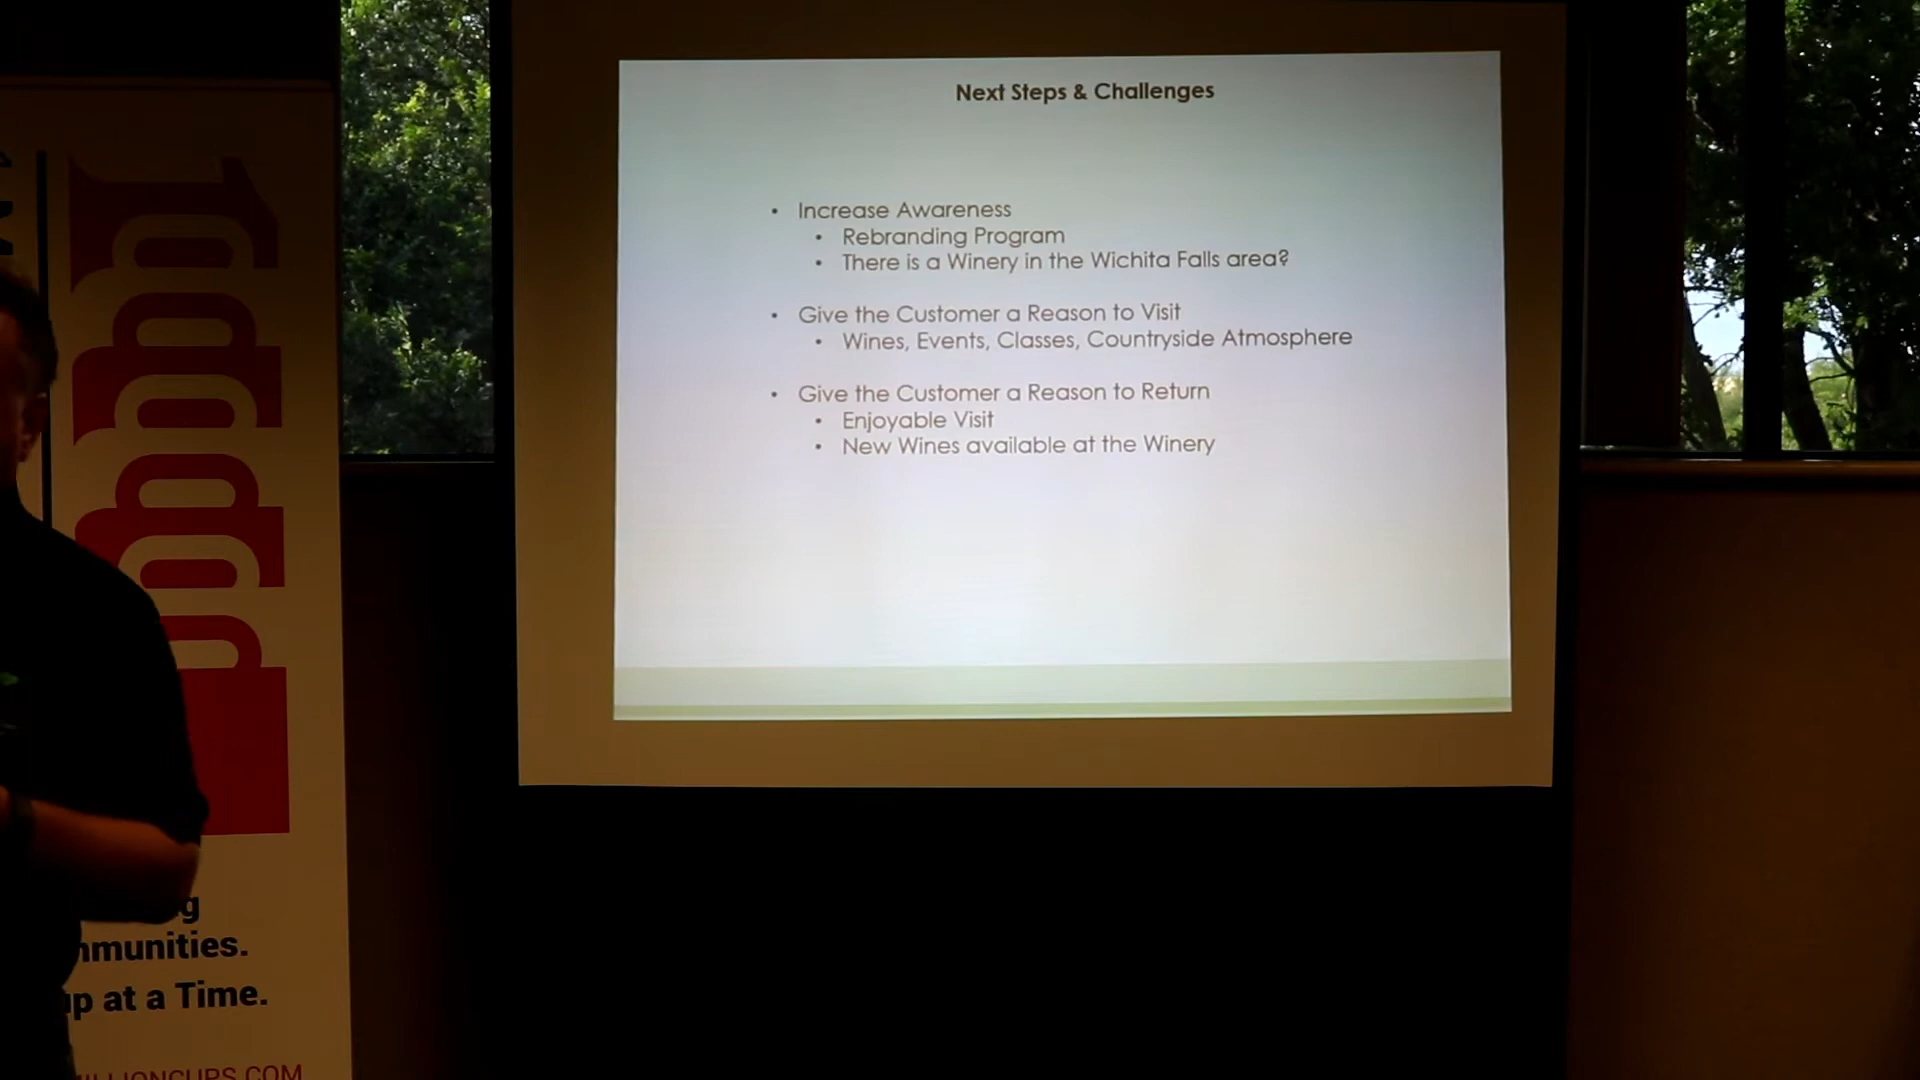 Next Steps & Challenges
• Increase Awareness
• Rebranding Program
• There is a Winery in the Wichita Falls area?
• Give the Customer a Reason to Visit
• Wines, Events, Classes, Countryside Atmosphere
• Give the Customer a Reason to Return
• Enjoyable Visit
• New Wines available at the Winery
g
mmunities.
up at a Time.
ILLIONCUPS.COM